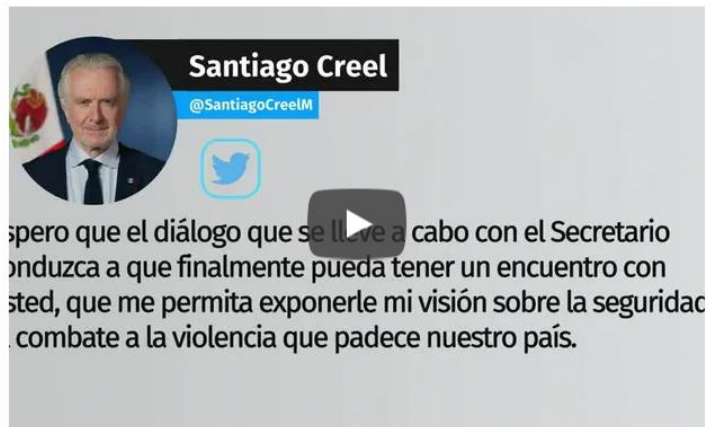 Santiago Creel
@SantiagoCreelM
spero que el diálogo que se lleve a cabo con el Secretario
onduzca a que finalmente pueda tener un encuentro con
sted, que me permita exponerle mi visión sobre la seguridad
combate a la violencia que padece nuestro país.